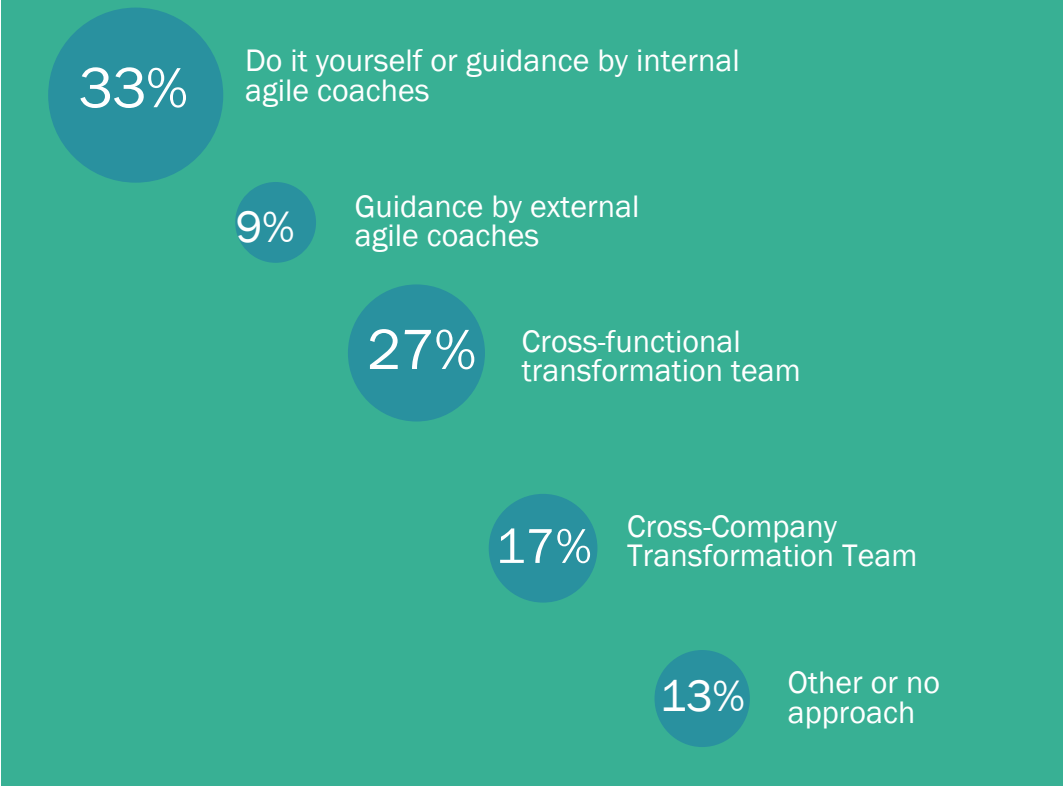 33%
Do it yourself or guidance by internal
agile coaches
9%
Guidance by external
agile coaches
27%
Cross-functional
transformation team
17%
Cross-Company
Transformation Team
13%
Other or no
approach